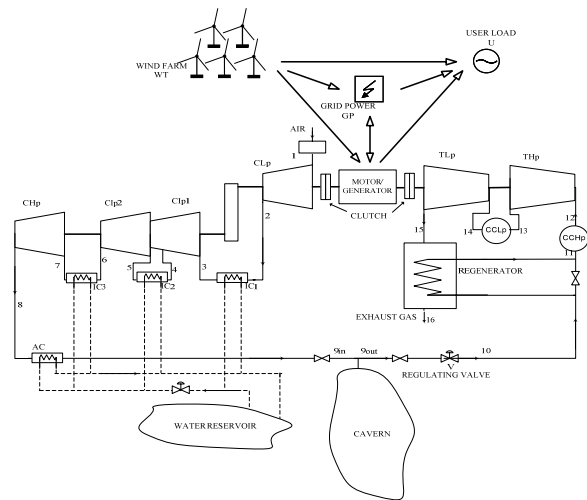 WIND FARM
WT
USER LOAD
U
GRID POWER
GP
AIR
1
CLp
MOTOR/
GENERATOR
TLp
THp
CHp
CIp2
CIp1
2
CLUTCH
12
15
14
CCLp
13
CCHp
11
7
6
5
4
3
IC3
IC2
IC1
REGENERATOR
8
EXHAUST GAS
16
AC
9in
9out
10
V
REGULATING VALVE
WATER RESERVOIR
CAVERN